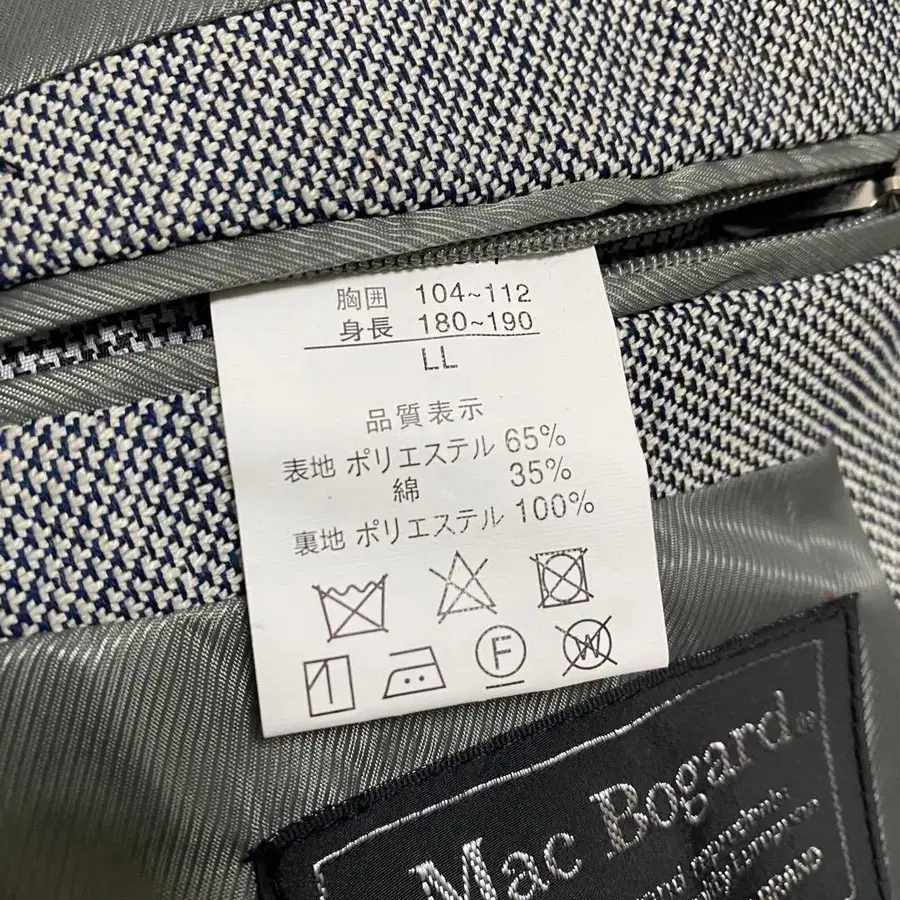 胸囲 104~112
身長 180~190
LL
品質表示
表地 ポリエステル 65%
綿 35%
裏地 ポリエステル 100%
F
W
Mac Bogard